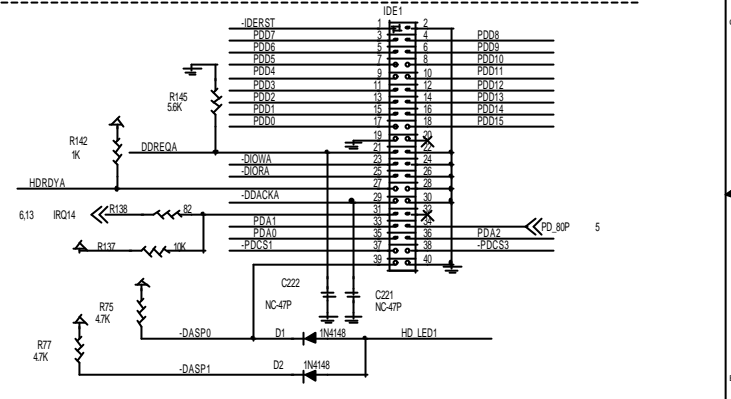 IDE1
-IDERST 1 2
PDD7 3 4 PDD8
PDD6 5 6 PDD9
PDD5 7 8 PDD10
PDD4 9 10 PDD11
PDD3 11 12 PDD12
PDD2 13 14 PDD13
PDD1 15 16 PDD14
PDD0 17 18 PDD15
R145
5.6K
19 20
R142
1K
DDREQA 21 22
-DIOWA 23 24
-DIORA 25 26
HDRDYA 27 28
-DDACKA 29 30
6,13 IRQ14 R138 82 31 32
PDA1 33 34 PD_80P 5
PDA0 35 36 PDA2
R137 10K -PDCS1 37 38 -PDCS3
39 40
C222
NC-47P
C221
NC-47P
R75
4.7K
-DASP0 D1 1N4148 HD_LED1
R77
4.7K
-DASP1 D2 1N4148